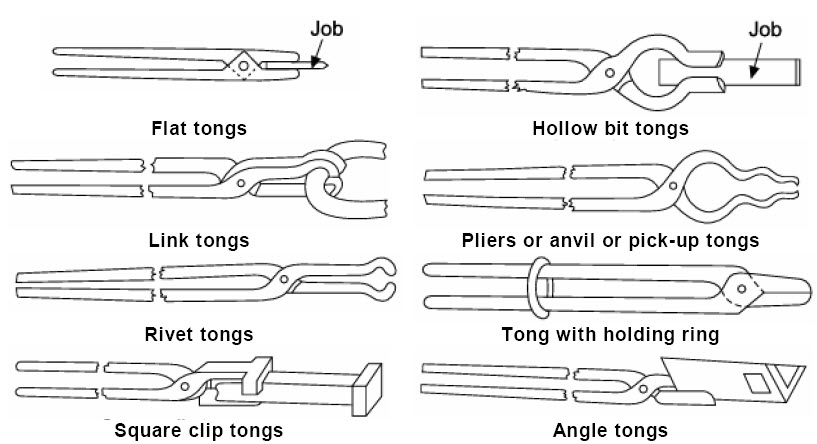 Job
Job
Flat tongs
Hollow bit tongs
Link tongs
Pliers or anvil or pick-up tongs
Rivet tongs
Tong with holding ring
Square clip tongs
Angle tongs